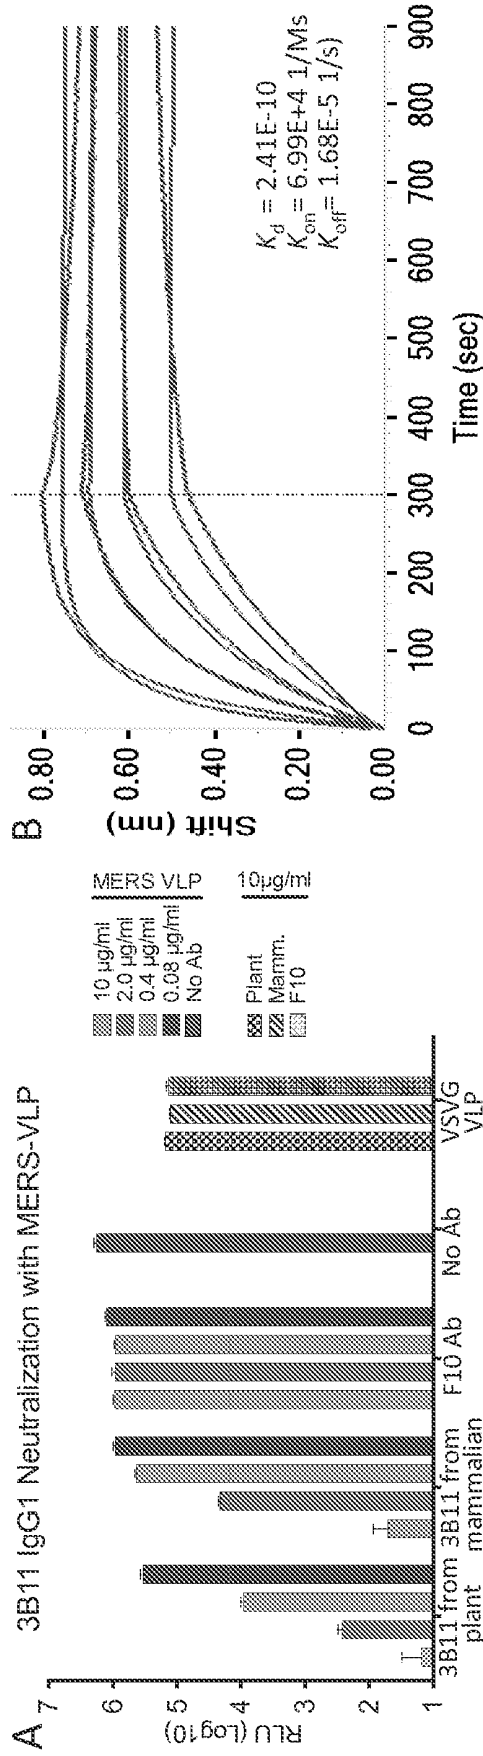 A
3B11 IgG1 Neutralization with MERS-VLP
RLU (Log10)
7
6
5
4
3
2
1
3B11 from plant
3B11 from mammalian
F10 Ab
No Ab
VSVG VLP
10 µg/ml
2.0 µg/ml
0.4 µg/ml
0.08 µg/ml
No Ab
MERS VLP
Plant
Mamm.
F10
10µg/ml
B
Shift (nm)
0.80
0.60
0.40
0.20
0.00
0 100 200 300 400 500 600 700 800 900
Time (sec)
Kd = 2.41E-10
Kon = 6.99E+4 1/Ms
Koff= 1.68E-5 1/s)